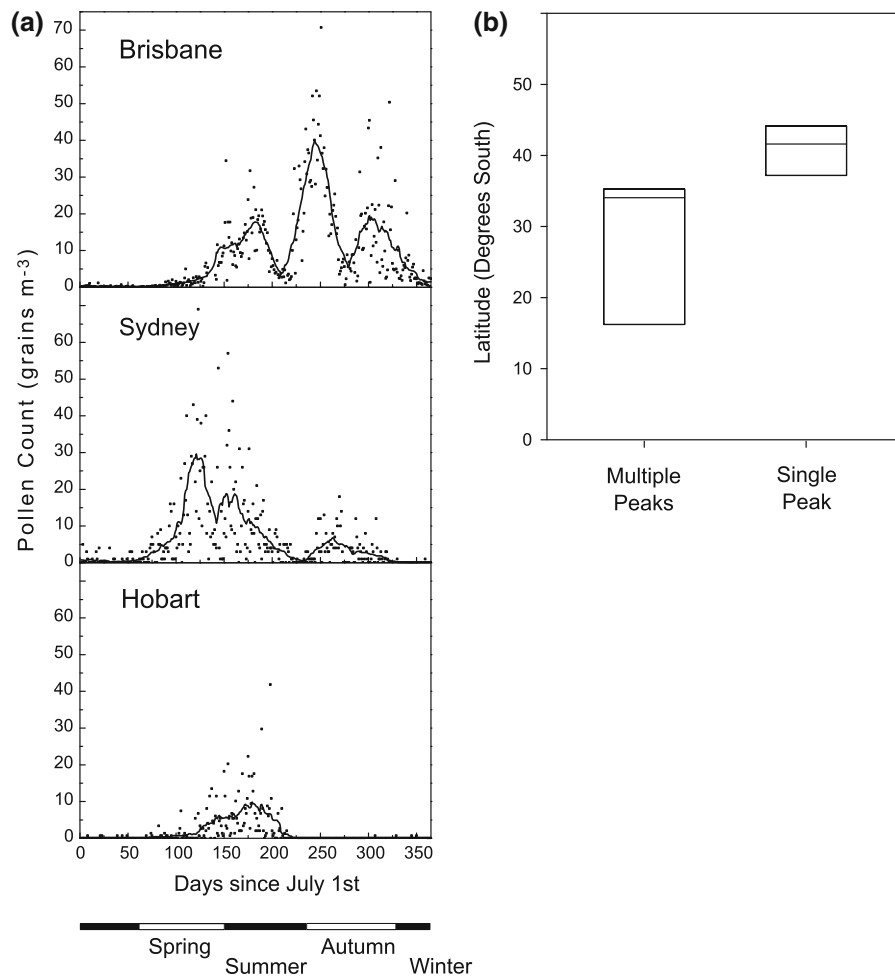 (a)
Brisbane
70
60
50
40
30
20
10
0
Sydney
60
50
40
30
20
10
0
Hobart
60
50
40
30
20
10
0
Pollen Count (grains m-3)
0 50 100 150 200 250 300 350
Days since July 1st
Spring Autumn
Summer Winter
(b)
50
40
30
20
10
0
Latitude (Degrees South)
Multiple Single
Peaks Peak